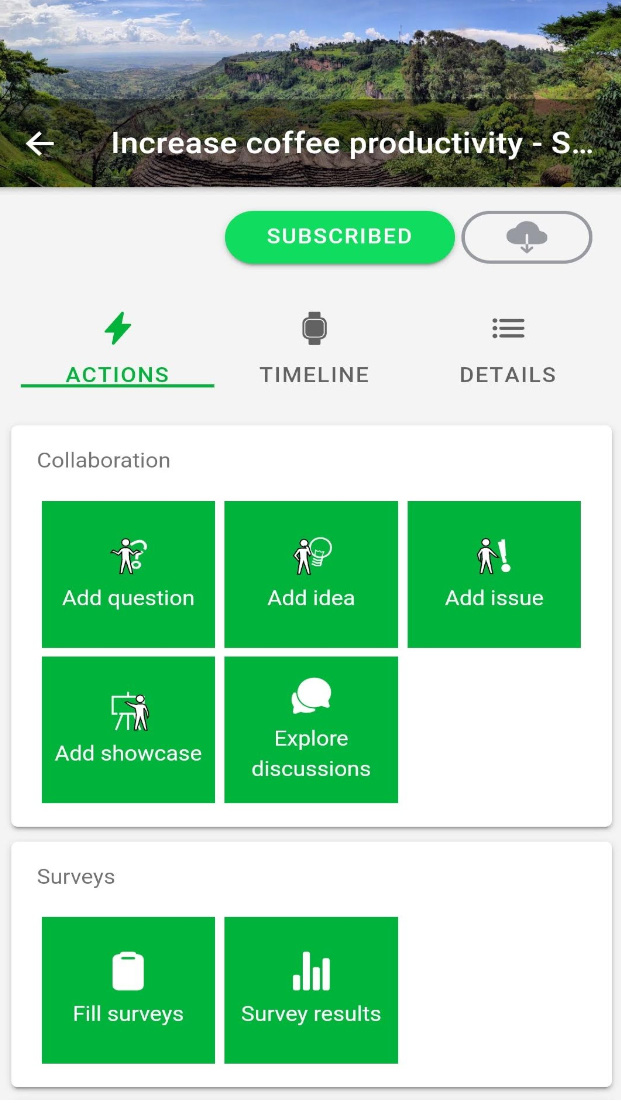 Increase coffee productivity - S...
SUBSCRIBED
ACTIONS
TIMELINE
DETAILS
Collaboration
Add question
Add idea
Add issue
Add showcase
Explore
discussions
Surveys
Fill surveys
Survey results